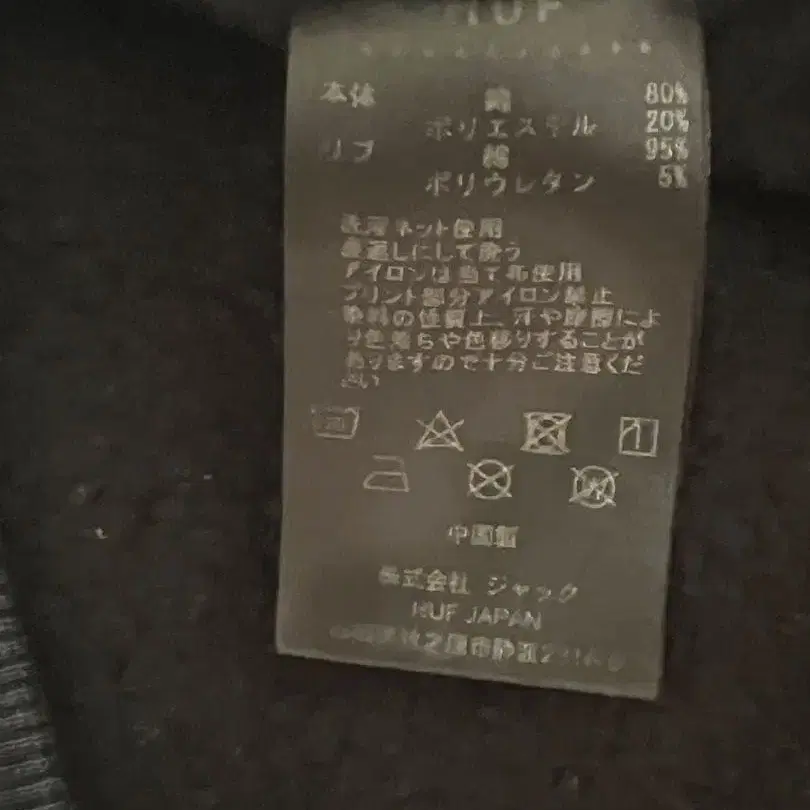 HUF
本体 綿 80%
ポリエステル 20%
リブ 綿 95%
ポリウレタン 5%
洗濯ネット使用
裏返しにして洗う
アイロンは当て布使用
プリント部分アイロン禁止
染料の性質上、汗や摩擦によ
り色落ちや色移りすることが
ありますので十分ご注意くだ
さい
中国製
株式会社 ジャック
HUF JAPAN